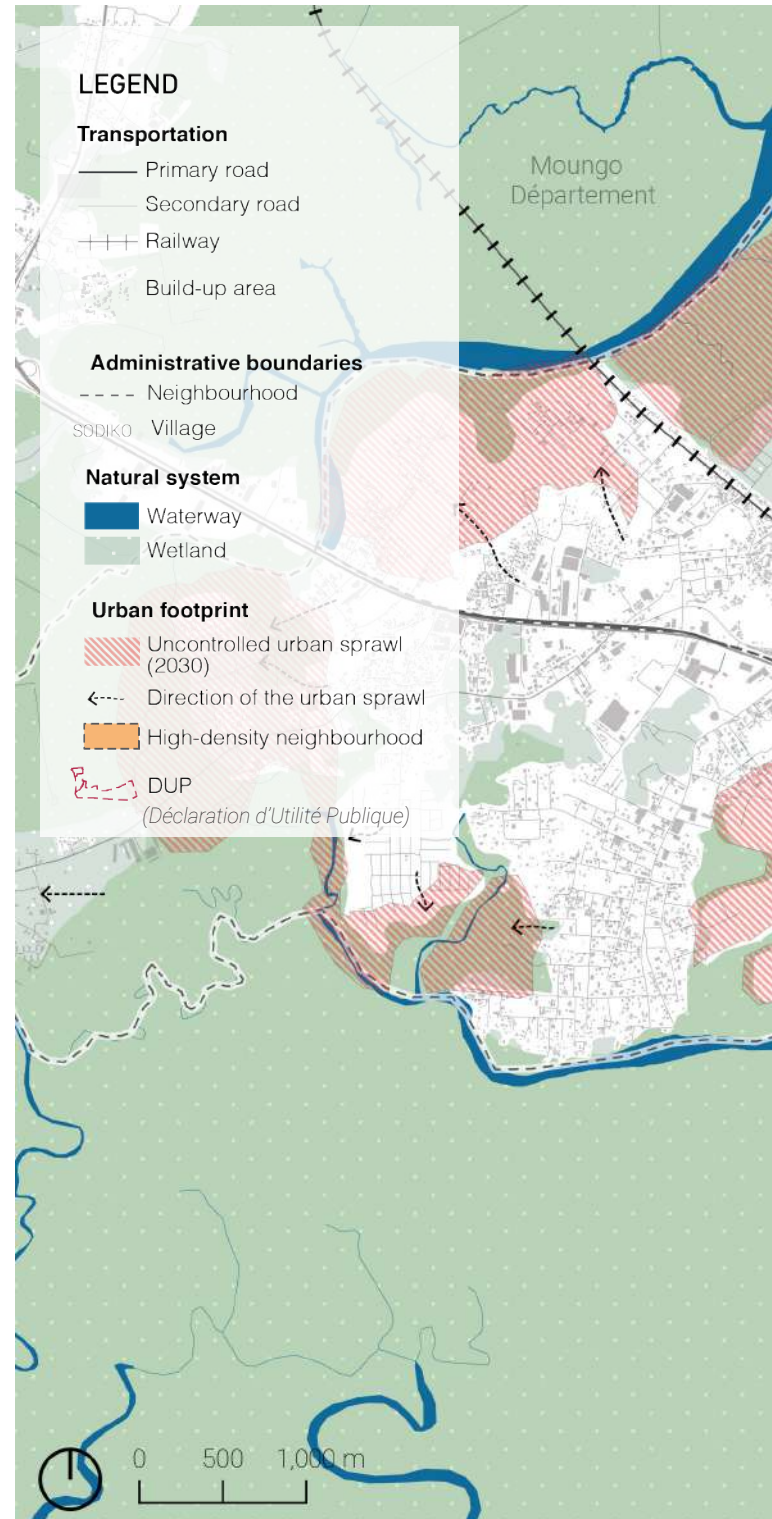 LEGEND
Transportation
Primary road
Secondary road
Railway
Build-up area
Administrative boundaries
Neighbourhood
SODIKO Village
Natural system
Waterway
Wetland
Urban footprint
Uncontrolled urban sprawl
(2030)
Direction of the urban sprawl
High-density neighbourhood
DUP
(Déclaration d'Utilité Publique)
Moungo
Département
0 500 1,000 m